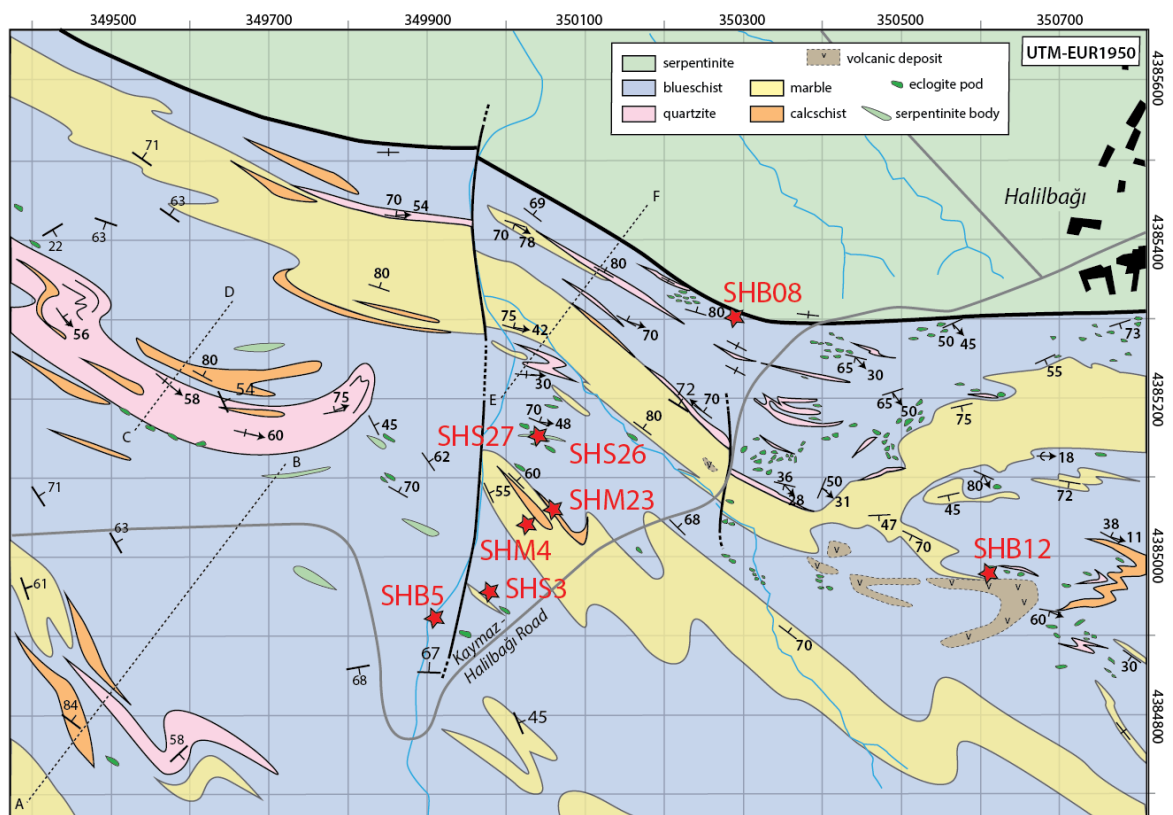 349500
349700
349900
350100
350300
350500
350700
UTM-EUR1950
serpentinite
blueschist
quartzite
marble
calcschist
volcanic deposit
eclogite pod
serpentinite body
v
4385600
4385400
4385200
4385000
4384800
Halilbağı
71
63
63
22
70
54
69
70
78
F
80
80
D
56
80
75
42
70
80
SHB08
50
45
73
80
58
54
75
E
30
65
30
55
72
70
65
50
75
C
60
45
70
48
80
SHS27
SHS26
B
62
v
18
71
70
55
60
36
28
50
31
80
45
72
SHM23
63
68
47
70
38
11
SHM4
SHB12
61
SHB5
SHS3
v
v
v
v
v
v
v
v
Kaymaz -
Halilbağı Road
60
70
67
68
30
84
45
58
A